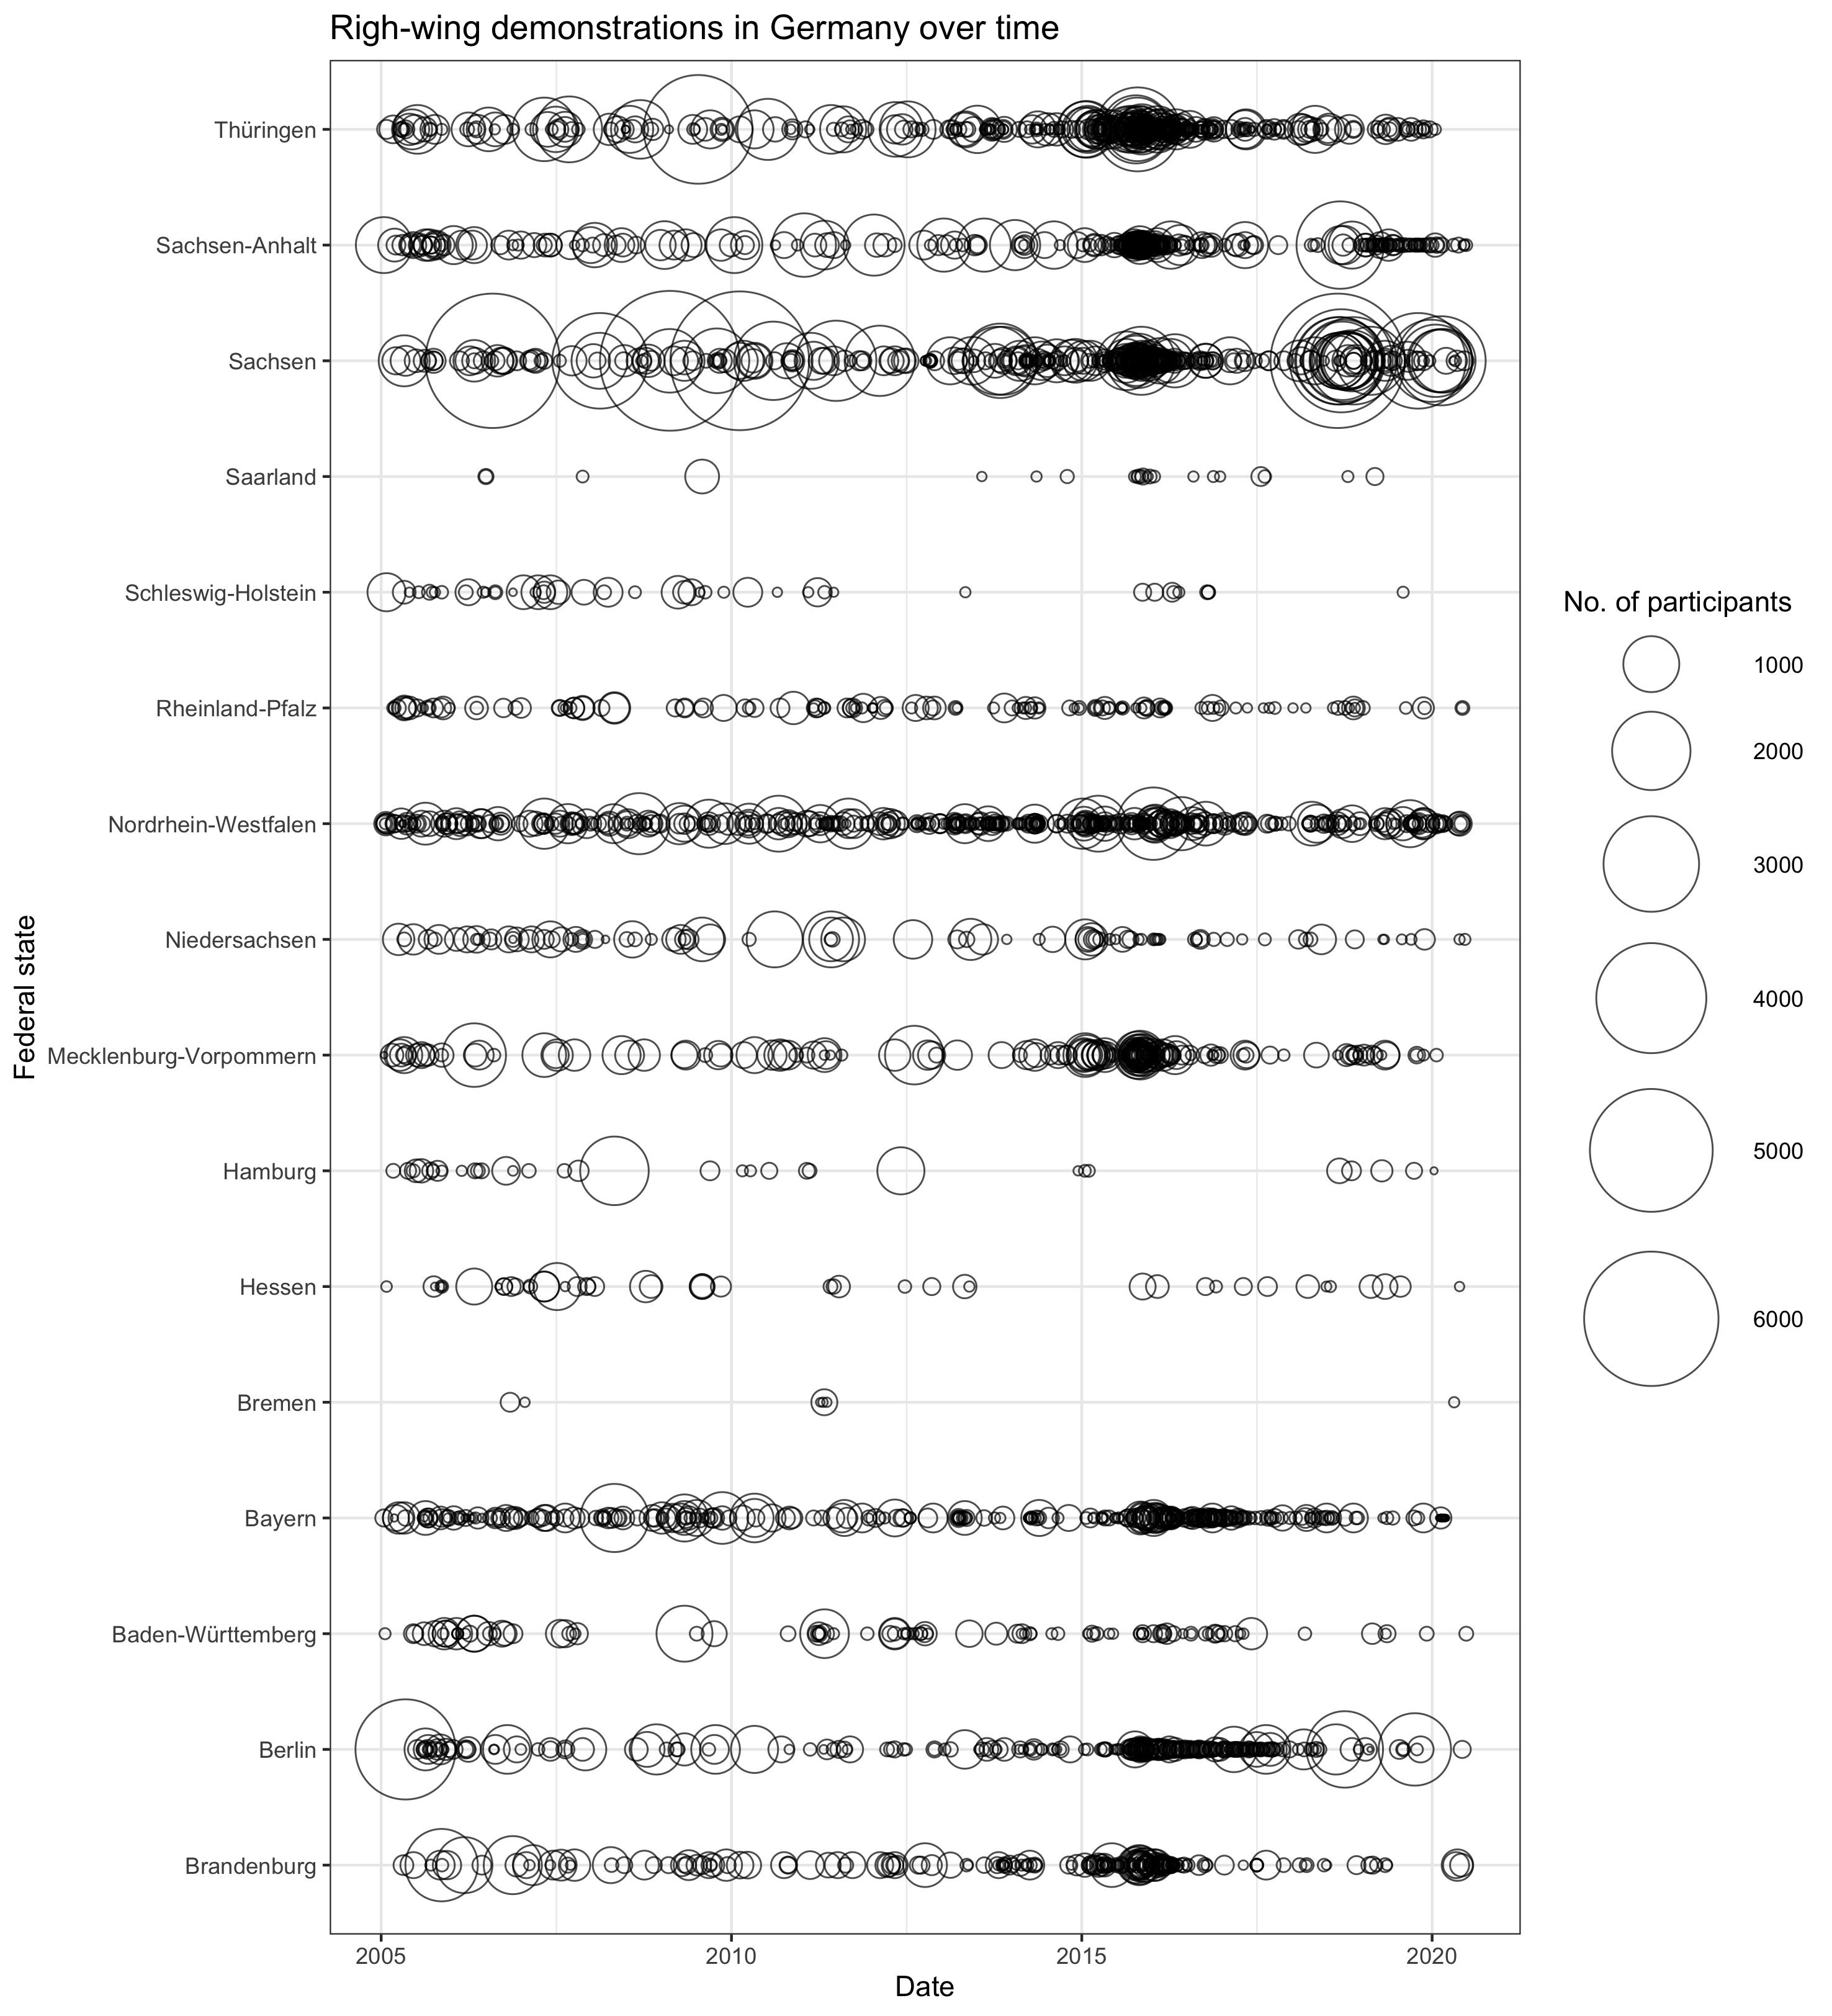 Righ-wing demonstrations in Germany over time
Thüringen
Sachsen-Anhalt
Sachsen
Saarland
Schleswig-Holstein
Rheinland-Pfalz
Nordrhein-Westfalen
Niedersachsen
Mecklenburg-Vorpommern
Hamburg
Hessen
Bremen
Bayern
Baden-Württemberg
Berlin
Brandenburg
Federal state
2005
2010
2015
2020
Date
No. of participants
1000
2000
3000
4000
5000
6000